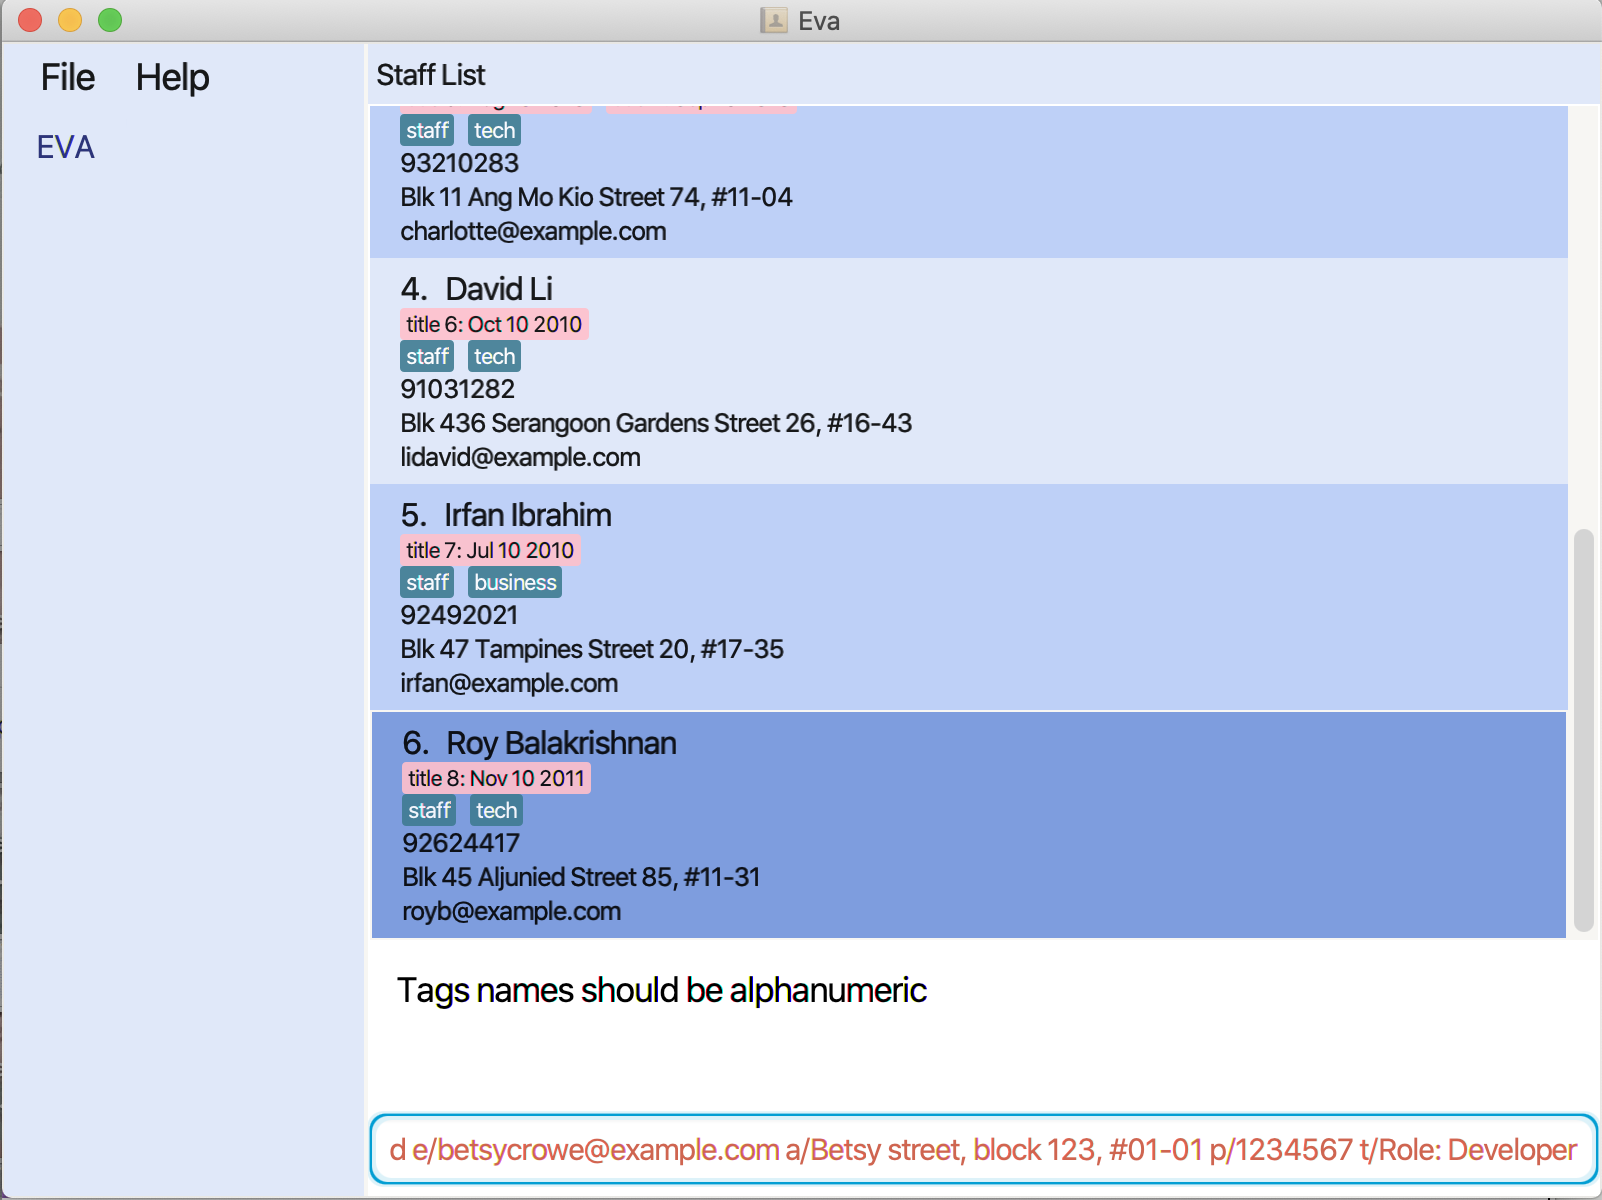 Eva
File Help
EVA
Staff List
staff tech
93210283
Blk 11 Ang Mo Kio Street 74, #11-04
charlotte@example.com
4. David Li
title 6: Oct 10 2010
staff tech
91031282
Blk 436 Serangoon Gardens Street 26, #16-43
lidavid@example.com
5. Irfan Ibrahim
title 7: Jul 10 2010
staff business
92492021
Blk 47 Tampines Street 20, #17-35
irfan@example.com
6. Roy Balakrishnan
title 8: Nov 10 2011
staff tech
92624417
Blk 45 Aljunied Street 85, #11-31
royb@example.com
Tags names should be alphanumeric
d e/betsycrowe@example.com a/Betsy street, block 123, #01-01 p/1234567 t/Role: Developer